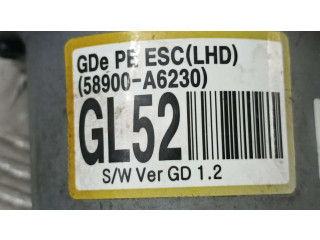 GDe PE ESC(LHD)
(58900-A6230)
GL52
S/W Ver GD 1.2